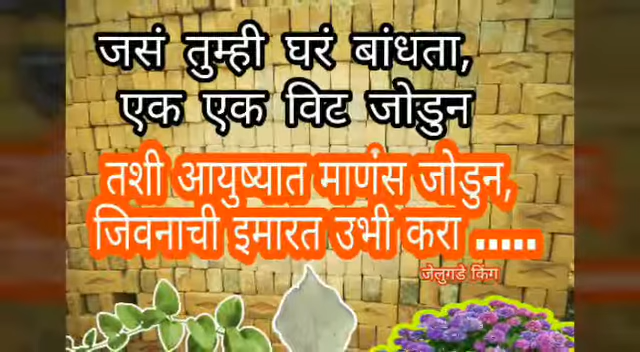 जसं तुम्ही घरं बांधता,
एक एक विट जोडुन
तशी आयुष्यात माणंस जोडुन,
जिवनाची इमारत उभी करा .....
जेलुगडे किंग